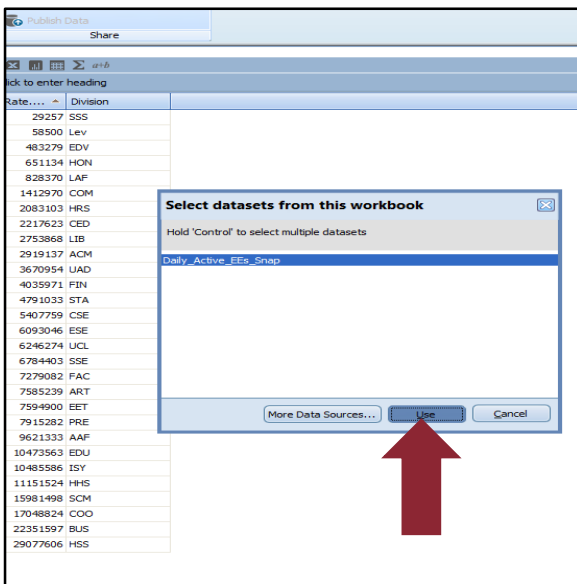 Publish Data
Share
Σ a+b
lick to enter heading
Rate.... Division
29257 SSS
58500 Lev
483279 EDV
651134 HON
828370 LAF
1412970 COM
2083103 HRS
2217623 CED
2753868 LIB
2919137 ACM
3670954 UAD
4035971 FIN
4791033 STA
5407759 CSE
6093046 ESE
6246274 UCL
6784403 SSE
7279082 FAC
7585239 ART
7594900 EET
7915282 PRE
9621333 AAF
10473563 EDU
10485586 ISY
11151524 HHS
15981498 SCM
17048824 COO
22351597 BUS
29077606 HSS
Select datasets from this workbook
Hold 'Control' to select multiple datasets
Daily_Active_EEs_Snap
More Data Sources... Use Cancel